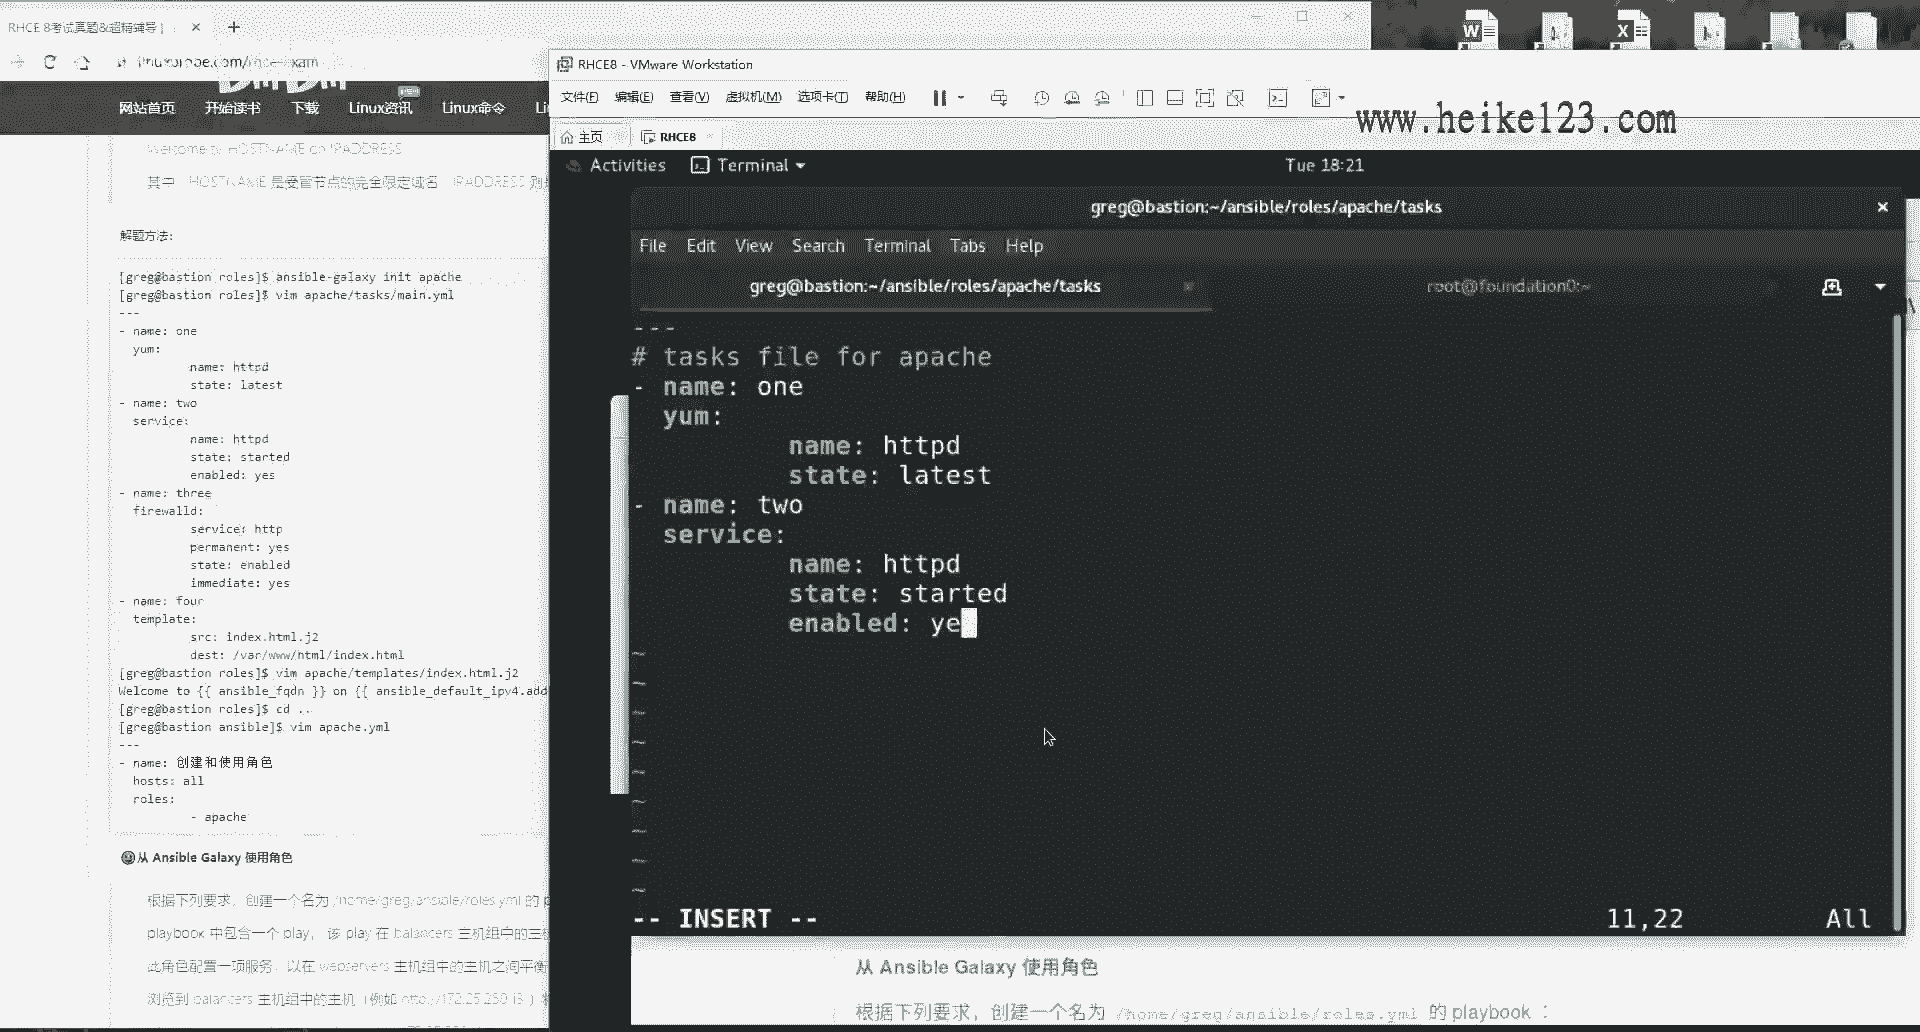 RHCE 8考试真题&超精辅导 |
网站首页 开始读书 下载 Linux资讯 Linux命令
Welcome to HOSTNAME on IPADDRESS
其中，HOSTNAME 是受管节点的完全限定域名，IPADDRESS 则是
解题方法:
[greg@bastion roles]$ ansible-galaxy init apache
[greg@bastion roles]$ vim apache/tasks/main.yml
---
- name: one
yum:
name: httpd
state: latest
- name: two
service:
name: httpd
state: started
enabled: yes
- name: three
firewalld:
service: http
permanent: yes
state: enabled
immediate: yes
- name: four
template:
src: index.html.j2
dest: /var/www/html/index.html
[greg@bastion roles]$ vim apache/templates/index.html.j2
Welcome to {{ ansible_fqdn }} on {{ ansible_default_ipv4.add
[greg@bastion roles]$ cd ..
[greg@bastion ansible]$ vim apache.yml
---
- name: 创建和使用角色
hosts: all
roles:
- apache
从 Ansible Galaxy 使用角色
根据下列要求，创建一个名为 /home/greg/ansible/roles.yml 的
playbook 中包含一个 play， 该 play 在 balancers 主机组中的主机
此角色配置一项服务，以在 webservers 主机组中的主机之间平衡
浏览到 balancers 主机组中的主机（例如 http://172.25.250.13 ）
RHCE8 - VMware Workstation
文件(F) 编辑(E) 查看(V) 虚拟机(M) 选项卡(T) 帮助(H)
www.heike123.com
主页 RHCE8
Activities Terminal Tue 18:21
greg@bastion:~/ansible/roles/apache/tasks
File Edit View Search Terminal Tabs Help
greg@bastion:~/ansible/roles/apache/tasks root@foundation0:~
---
# tasks file for apache
- name: one
yum:
name: httpd
state: latest
- name: two
service:
name: httpd
state: started
enabled: ye
~
~
~
~
~
~
~
~
~
-- INSERT -- 11,22 All
从 Ansible Galaxy 使用角色
根据下列要求，创建一个名为 /home/greg/ansible/roles.yml 的 playbook ：